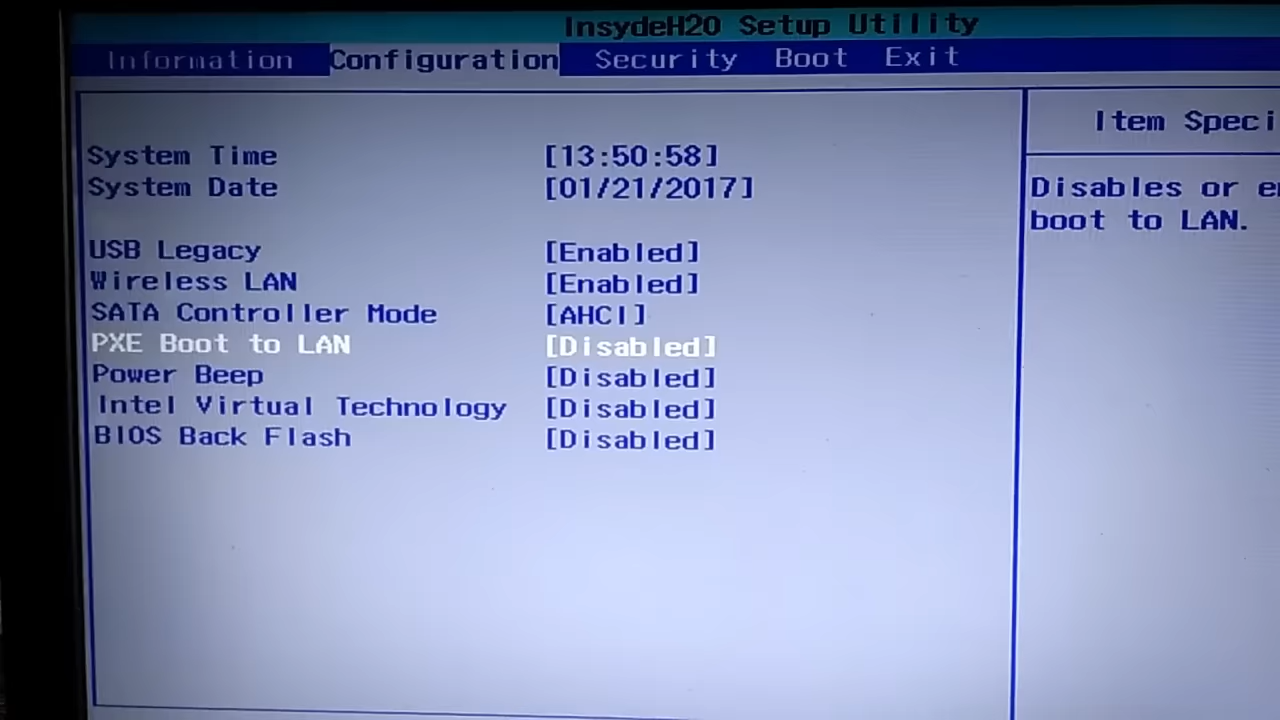 InsydeH20 Setup Utility
Information Configuration Security Boot Exit
Item Speci
System Time [13:50:58]
System Date [01/21/2017]
Disables or e
boot to LAN.
USB Legacy [Enabled]
Wireless LAN [Enabled]
SATA Controller Mode [AHCI]
PXE Boot to LAN [Disabled]
Power Beep [Disabled]
Intel Virtual Technology [Disabled]
BIOS Back Flash [Disabled]